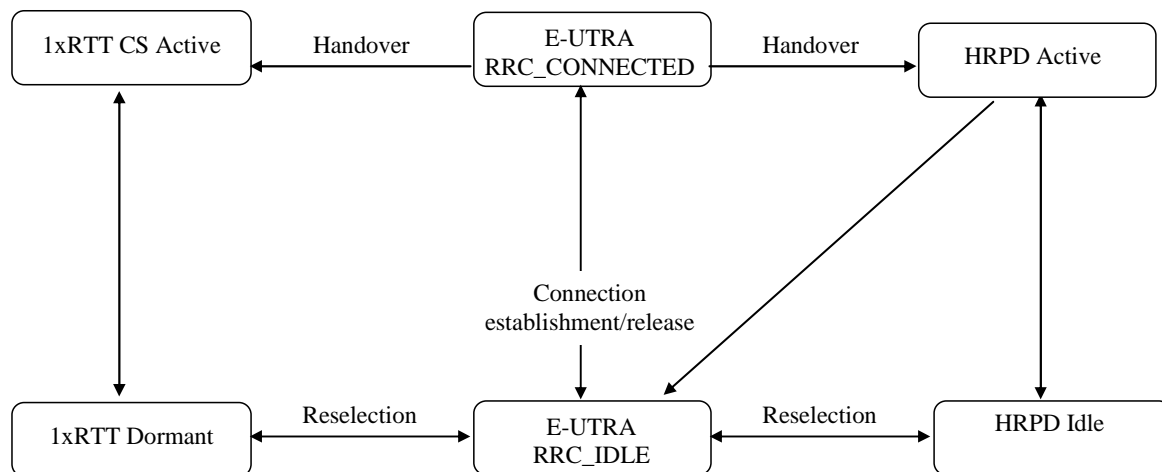 1xRTT CS Active
Handover
E-UTRA
RRC_CONNECTED
Handover
HRPD Active
Connection
establishment/release
1xRTT Dormant
Reselection
E-UTRA
RRC_IDLE
Reselection
HRPD Idle